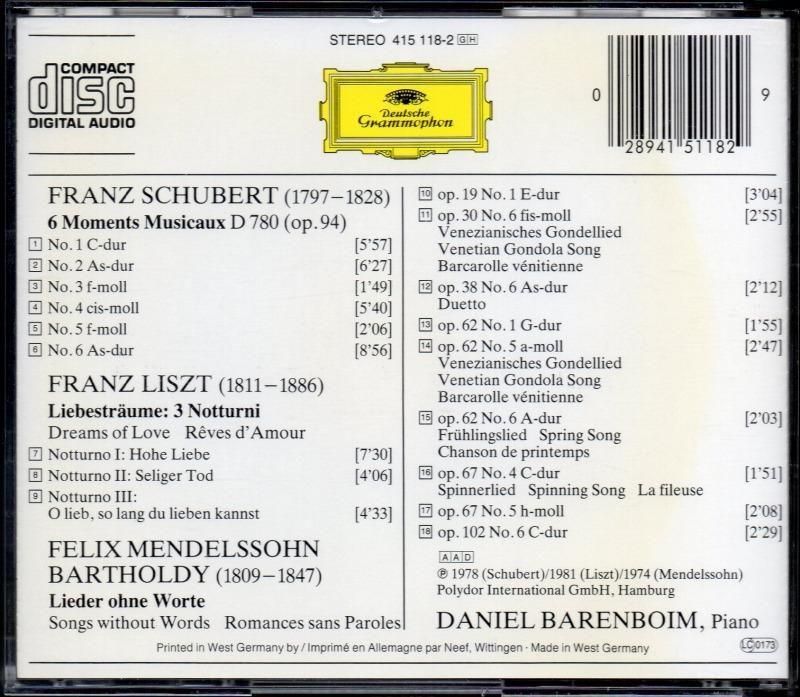 STEREO 415 118-2 GH
COMPACT
disc
DIGITAL AUDIO
Deutsche
Grammophon
0 28941 51182 9
FRANZ SCHUBERT (1797–1828)
6 Moments Musicaux D 780 (op. 94)
1 No. 1 C-dur [5'57]
2 No. 2 As-dur [6'27]
3 No. 3 f-moll [1'49]
4 No. 4 cis-moll [5'40]
5 No. 5 f-moll [2'06]
6 No. 6 As-dur [8'56]
FRANZ LISZT (1811–1886)
Liebesträume: 3 Notturni
Dreams of Love Rêves d'Amour
7 Notturno I: Hohe Liebe [7'30]
8 Notturno II: Seliger Tod [4'06]
9 Notturno III:
O lieb, so lang du lieben kannst [4'33]
FELIX MENDELSSOHN
BARTHOLDY (1809–1847)
Lieder ohne Worte
Songs without Words Romances sans Paroles
10 op. 19 No. 1 E-dur [3'04]
11 op. 30 No. 6 fis-moll [2'55]
Venezianisches Gondellied
Venetian Gondola Song
Barcarolle vénitienne
12 op. 38 No. 6 As-dur [2'12]
Duetto
13 op. 62 No. 1 G-dur [1'55]
14 op. 62 No. 5 a-moll [2'47]
Venezianisches Gondellied
Venetian Gondola Song
Barcarolle vénitienne
15 op. 62 No. 6 A-dur [2'03]
Frühlingslied Spring Song
Chanson de printemps
16 op. 67 No. 4 C-dur [1'51]
Spinnerlied Spinning Song La fileuse
17 op. 67 No. 5 h-moll [2'08]
18 op. 102 No. 6 C-dur [2'29]
AAD
℗ 1978 (Schubert)/1981 (Liszt)/1974 (Mendelssohn)
Polydor International GmbH, Hamburg
DANIEL BARENBOIM, Piano
Printed in West Germany by / Imprimé en Allemagne par Neef, Wittingen · Made in West Germany
LC 0173